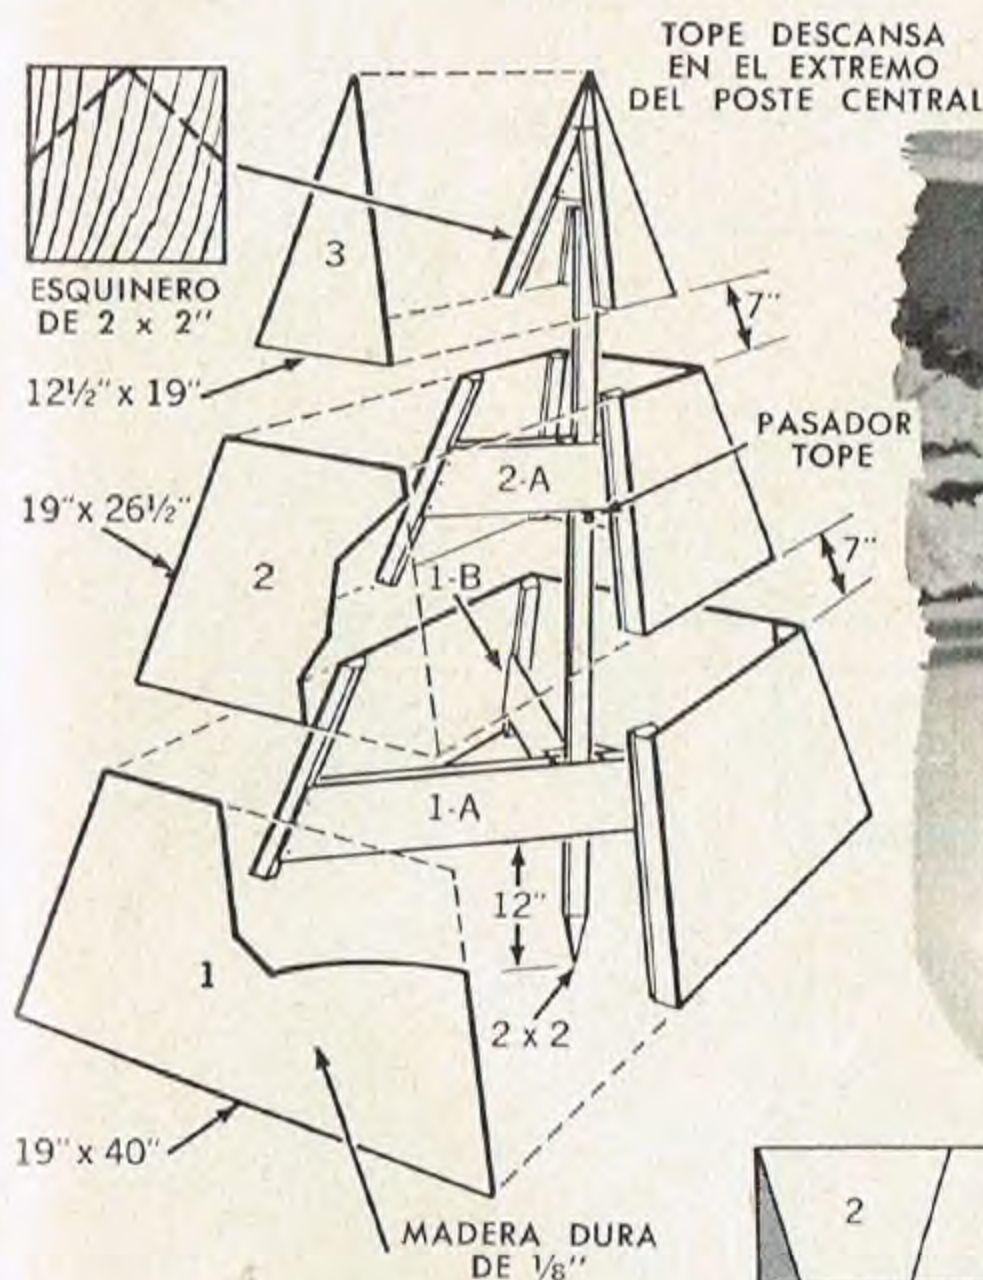 TOPE DESCANSA
EN EL EXTREMO
DEL POSTE CENTRAL
ESQUINERO
DE 2 x 2"
3
7"
12½" x 19"
PASADOR
TOPE
2-A
19" x 26½"
7"
2
1-B
1-A
12"
1
2 x 2
19" x 40"
MADERA DURA
DE ⅛"
2